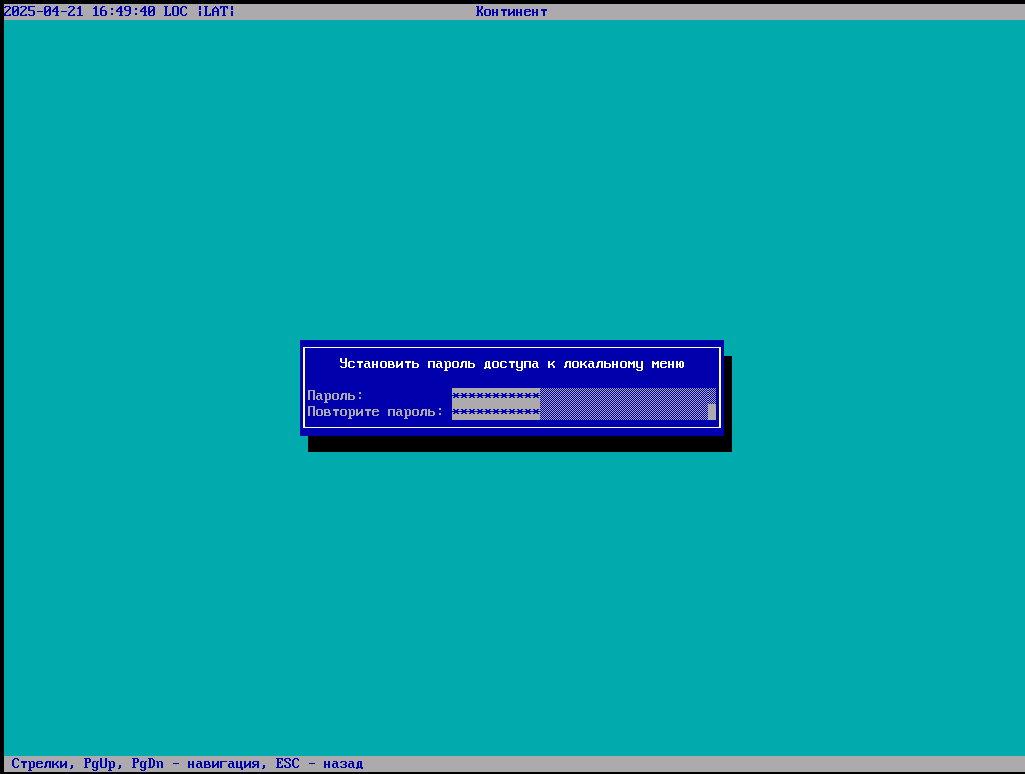 2025-04-21 16:49:40 LOC |LAT| Континент
Установить пароль доступа к локальному меню
Пароль: ***********
Повторите пароль: ***********
Стрелки, PgUp, PgDn - навигация, ESC - назад